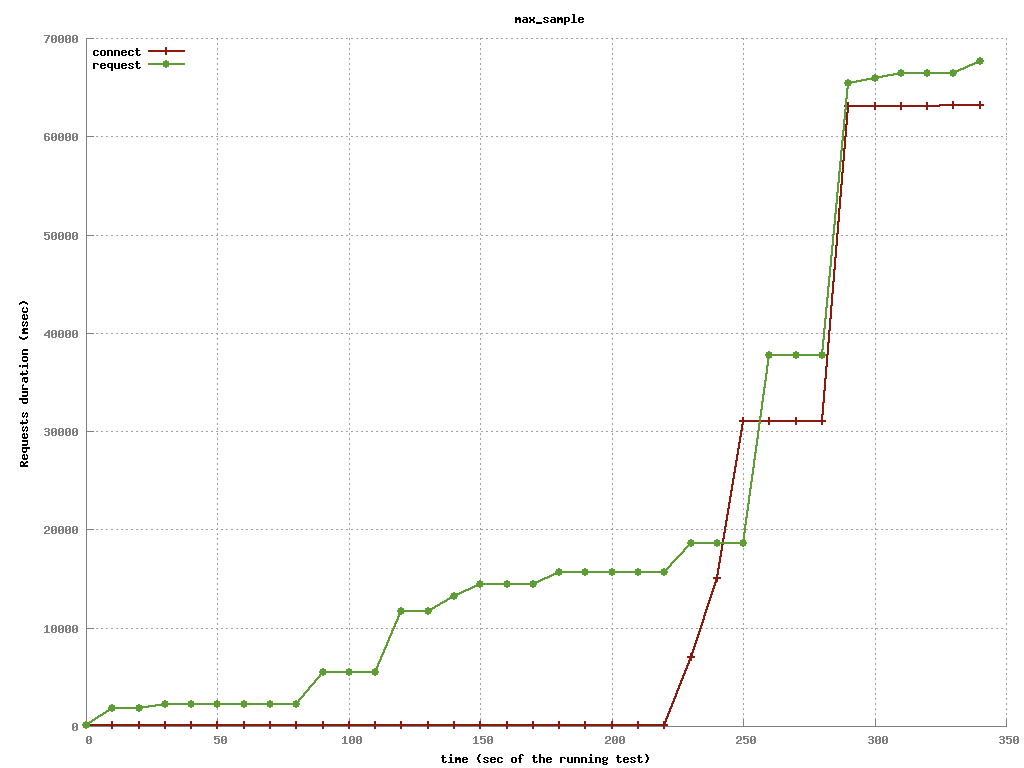 max_sample
70000
connect
request
60000
50000
40000
30000
20000
10000
0
Requests duration (msec)
0 50 100 150 200 250 300 350
time (sec of the running test)